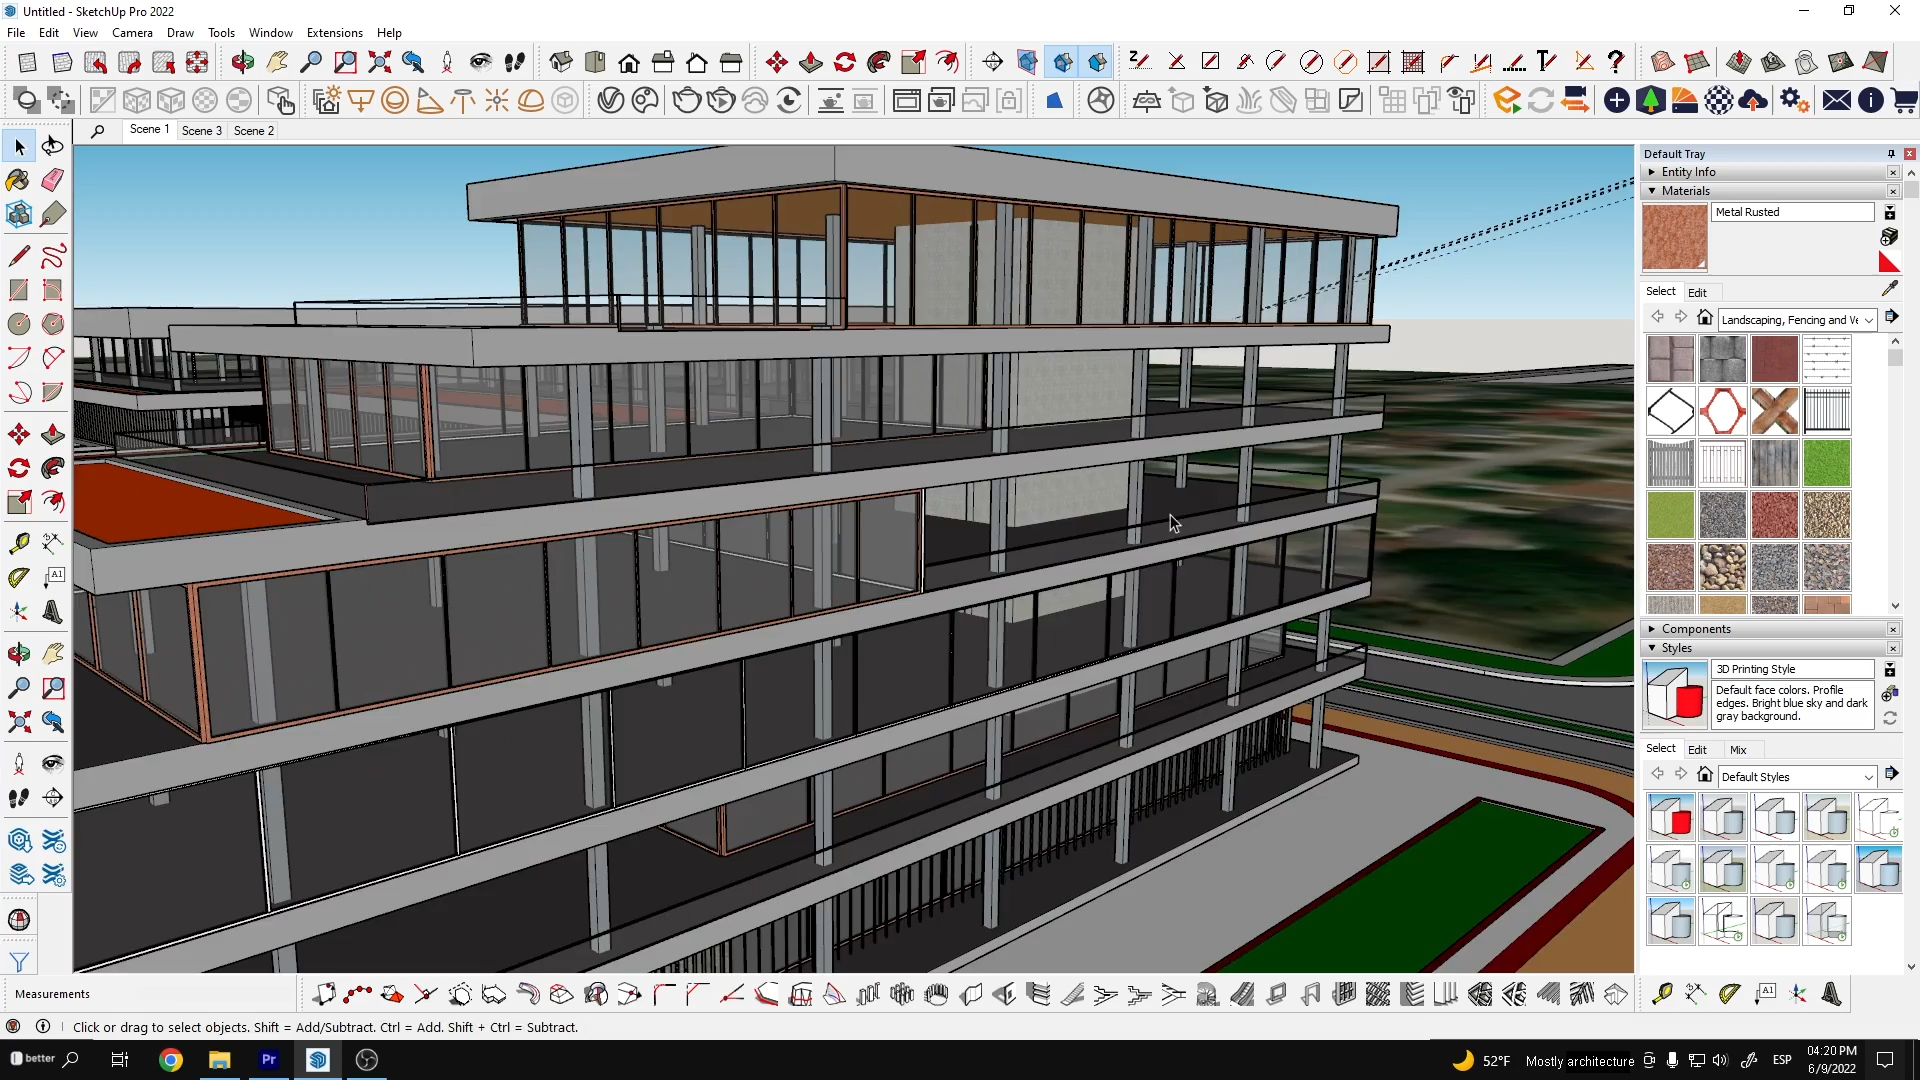 Untitled - SketchUp Pro 2022
File Edit View Camera Draw Tools Window Extensions Help
Scene 1 Scene 3 Scene 2
Default Tray
Entity Info
Materials
Metal Rusted
Select Edit
Landscaping, Fencing and Ve
A1
Components
Styles
3D Printing Style
Default face colors. Profile
edges. Bright blue sky and dark
gray background.
Select Edit Mix
Default Styles
Measurements
A1
Click or drag to select objects. Shift = Add/Subtract. Ctrl = Add. Shift + Ctrl = Subtract.
better
Pr
52°F Mostly architecture
ESP
04:20 PM
6/9/2022